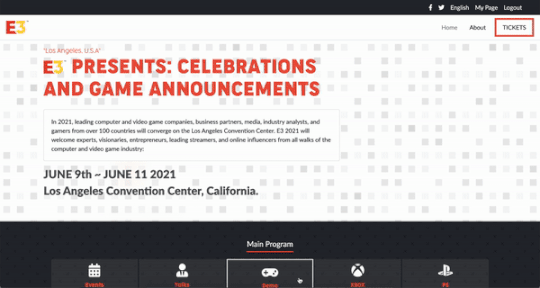 English My Page Logout
E3
Home About TICKETS
"Los Angeles, U.S.A"
E3 PRESENTS: CELEBRATIONS
AND GAME ANNOUNCEMENTS
In 2021, leading computer and video game companies, business partners, media, industry analysts, and
gamers from over 100 countries will converge on the Los Angeles Convention Center. E3 2021 will
welcome experts, visionaries, entrepreneurs, leading streamers, and online influencers from all walks of the
computer and video game industry:
JUNE 9th ~ JUNE 11 2021
Los Angeles Convention Center, California.
Main Program
Events Game XBOX PS